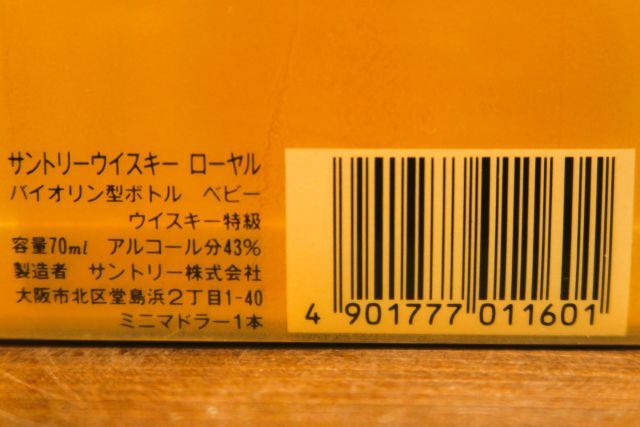 サントリーウイスキー ローヤル
バイオリン型ボトル ベビー
ウイスキー特級
容量70ml アルコール分43%
製造者 サントリー株式会社
大阪市北区堂島浜2丁目1-40
ミニマドラー1本
4 901777 011601